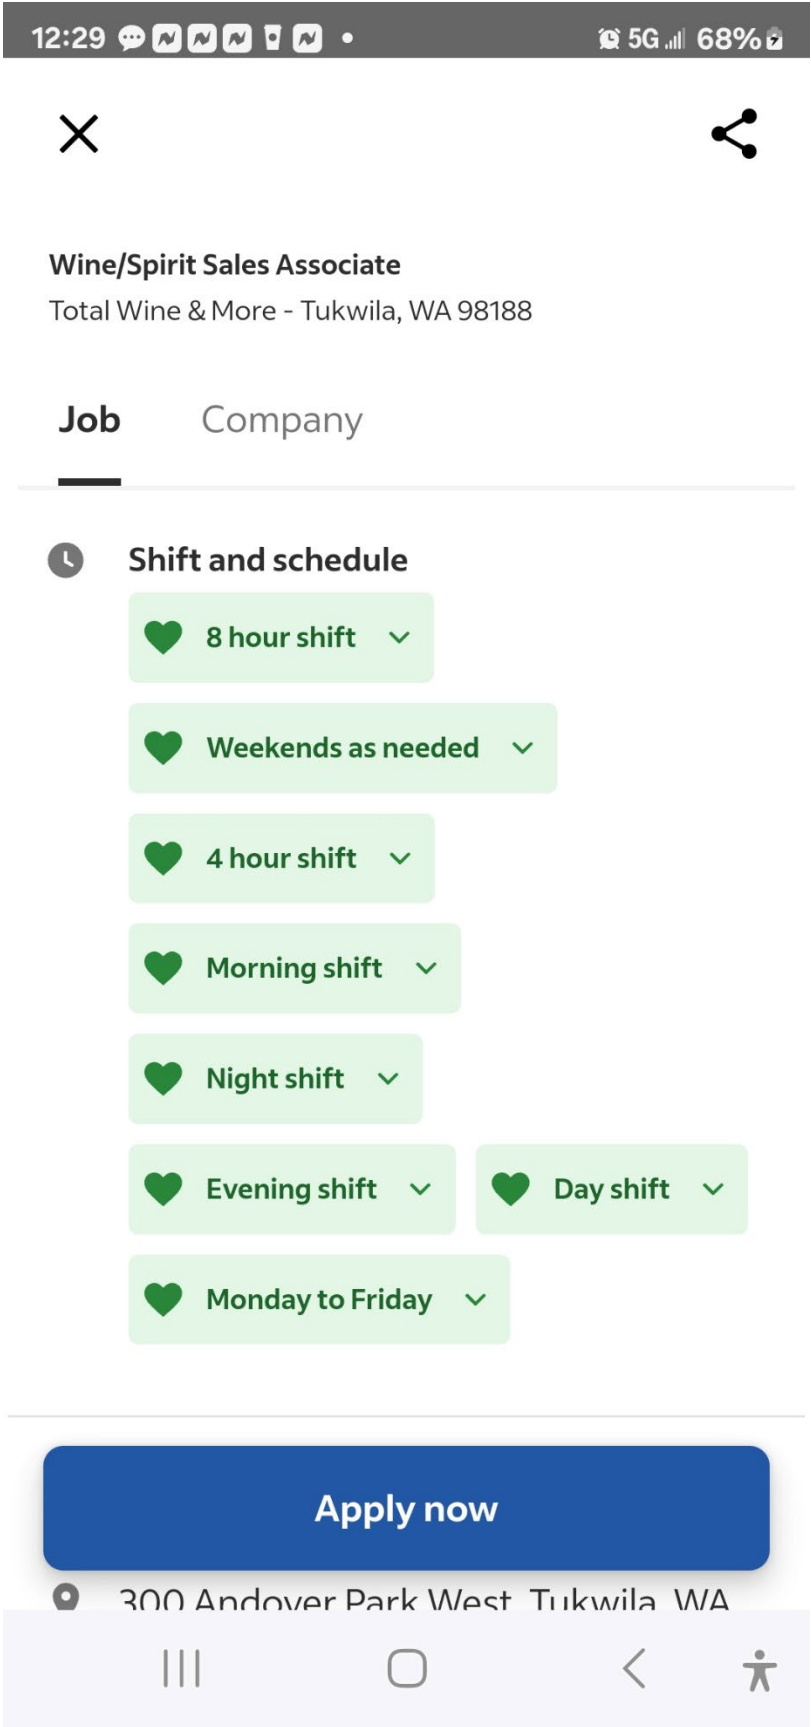 12:29 5G 68%
Wine/Spirit Sales Associate
Total Wine & More - Tukwila, WA 98188
Job Company
Shift and schedule
8 hour shift
Weekends as needed
4 hour shift
Morning shift
Night shift
Evening shift Day shift
Monday to Friday
Apply now
300 Andover Park West, Tukwila, WA